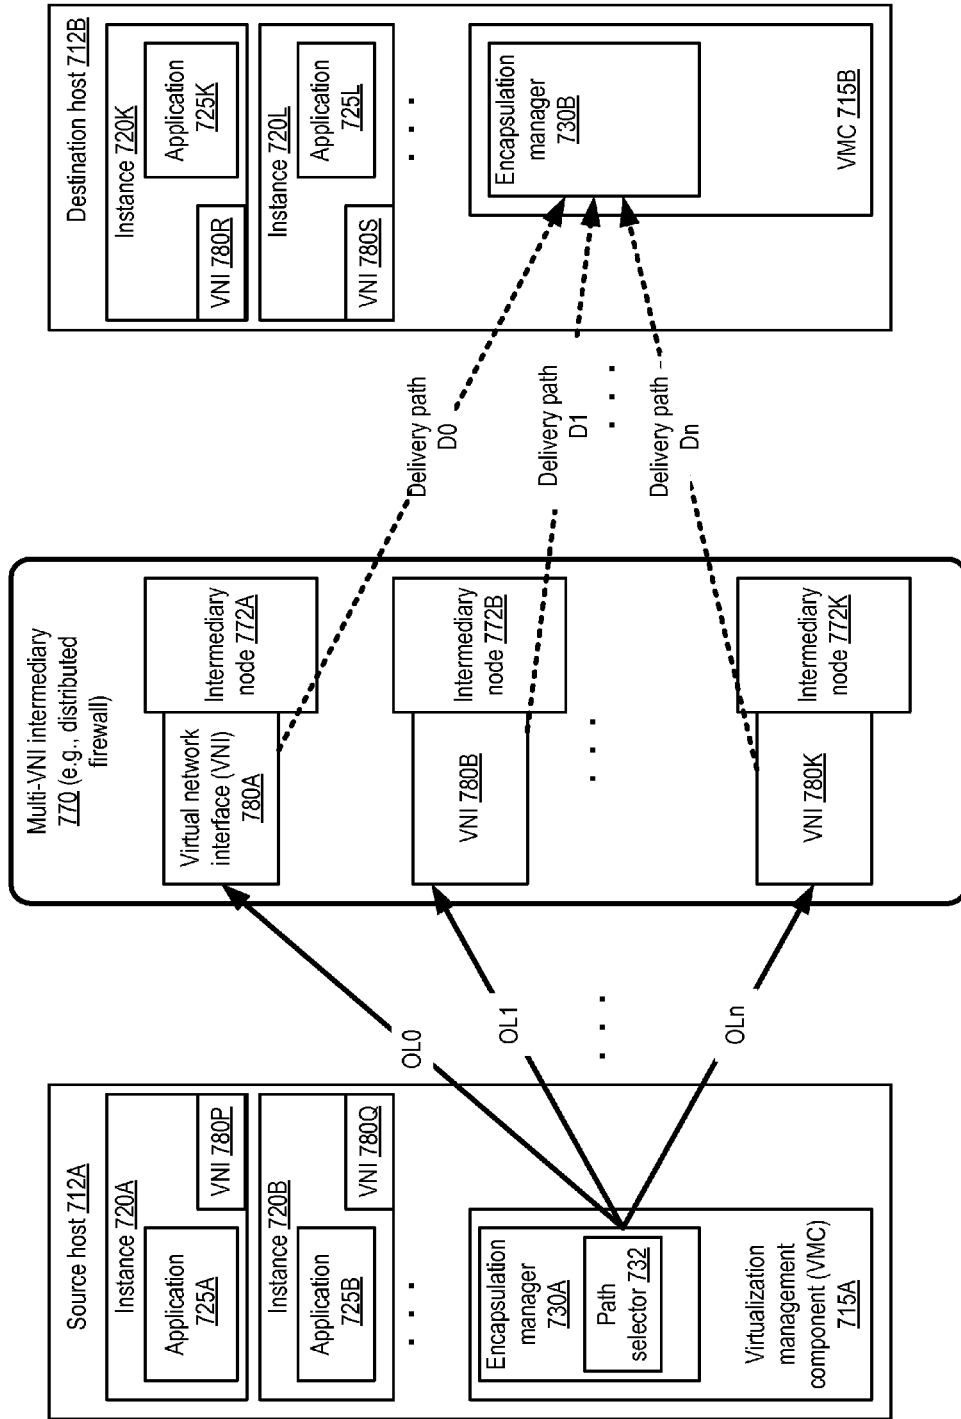 Source host 712A
Instance 720A
Application
725A
VNI 780P
Instance 720B
Application
725B
VNI 780Q
. . .
Encapsulation
manager
730A
Path
selector 732
Virtualization
management
component (VMC)
715A
OL0
OL1
. . .
OLn
Multi-VNI intermediary
770 (e.g., distributed
firewall)
Virtual network
interface (VNI)
780A
Intermediary
node 772A
VNI 780B
Intermediary
node 772B
. . .
VNI 780K
Intermediary
node 772K
Delivery path
D0
Delivery path
D1
. . .
Delivery path
Dn
Destination host 712B
Instance 720K
VNI 780R
Application
725K
Instance 720L
VNI 780S
Application
725L
. . .
Encapsulation
manager
730B
VMC 715B